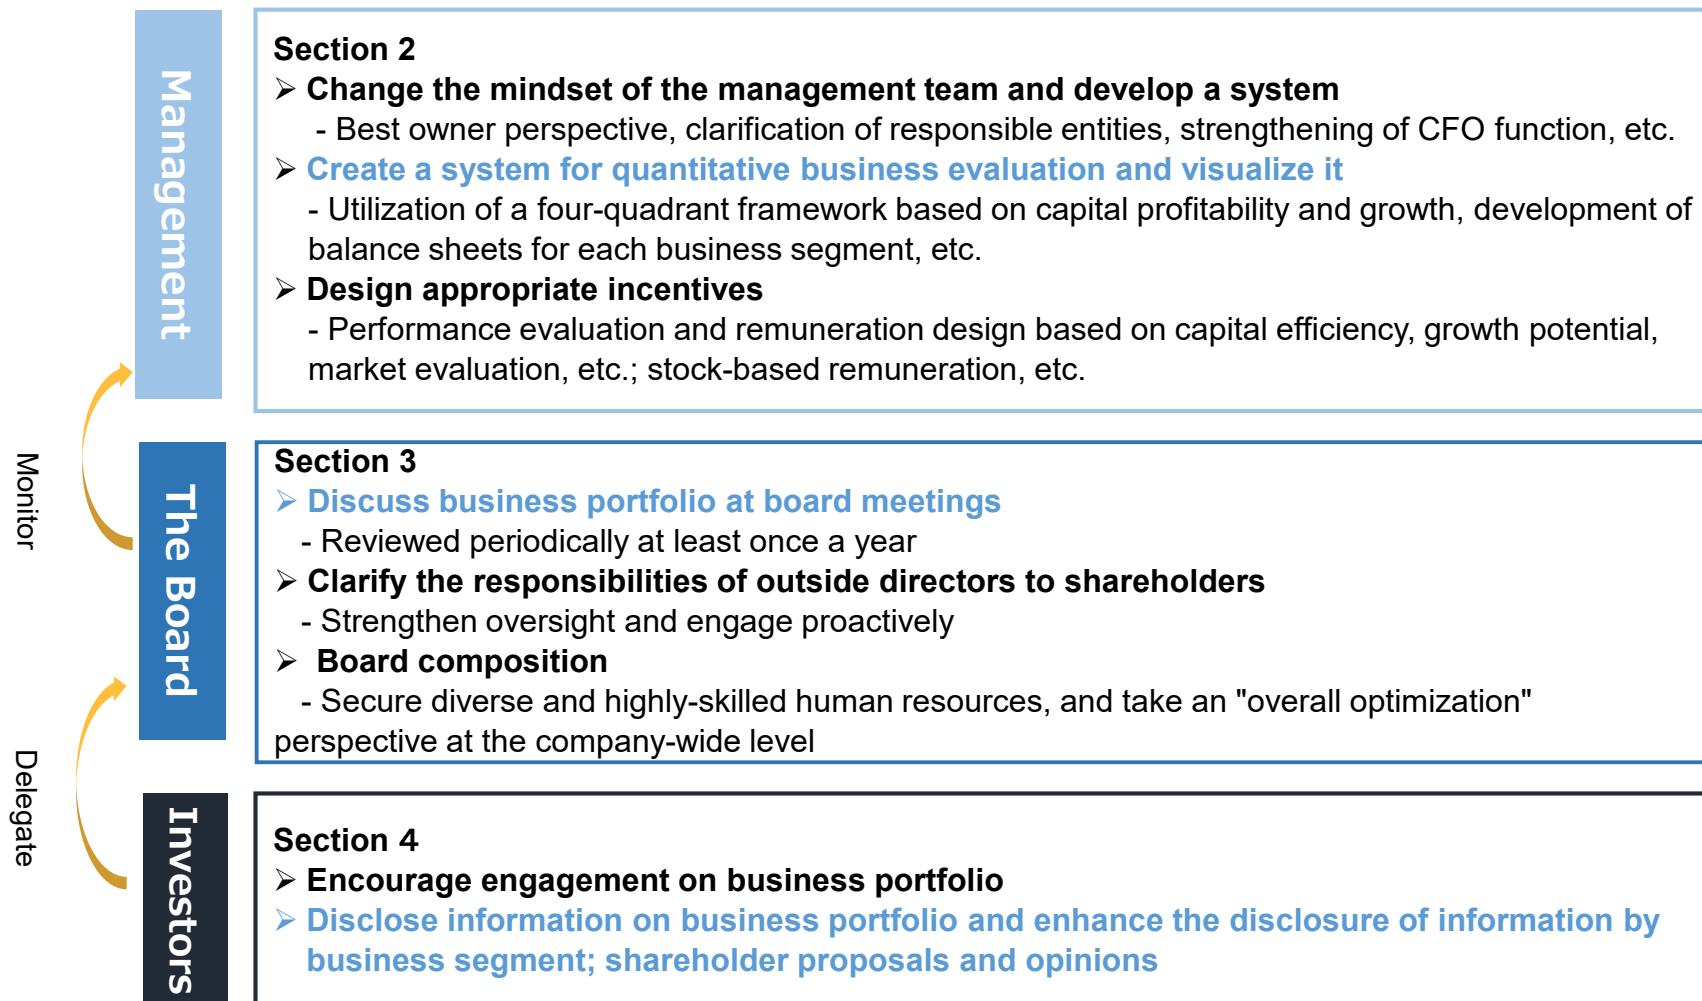 Management
Section 2
➢ Change the mindset of the management team and develop a system
- Best owner perspective, clarification of responsible entities, strengthening of CFO function, etc.
➢ Create a system for quantitative business evaluation and visualize it
- Utilization of a four-quadrant framework based on capital profitability and growth, development of
balance sheets for each business segment, etc.
➢ Design appropriate incentives
- Performance evaluation and remuneration design based on capital efficiency, growth potential,
market evaluation, etc.; stock-based remuneration, etc.
Monitor
The Board
Section 3
➢ Discuss business portfolio at board meetings
- Reviewed periodically at least once a year
➢ Clarify the responsibilities of outside directors to shareholders
- Strengthen oversight and engage proactively
➢ Board composition
- Secure diverse and highly-skilled human resources, and take an "overall optimization"
perspective at the company-wide level
Delegate
Investors
Section 4
➢ Encourage engagement on business portfolio
➢ Disclose information on business portfolio and enhance the disclosure of information by
business segment; shareholder proposals and opinions